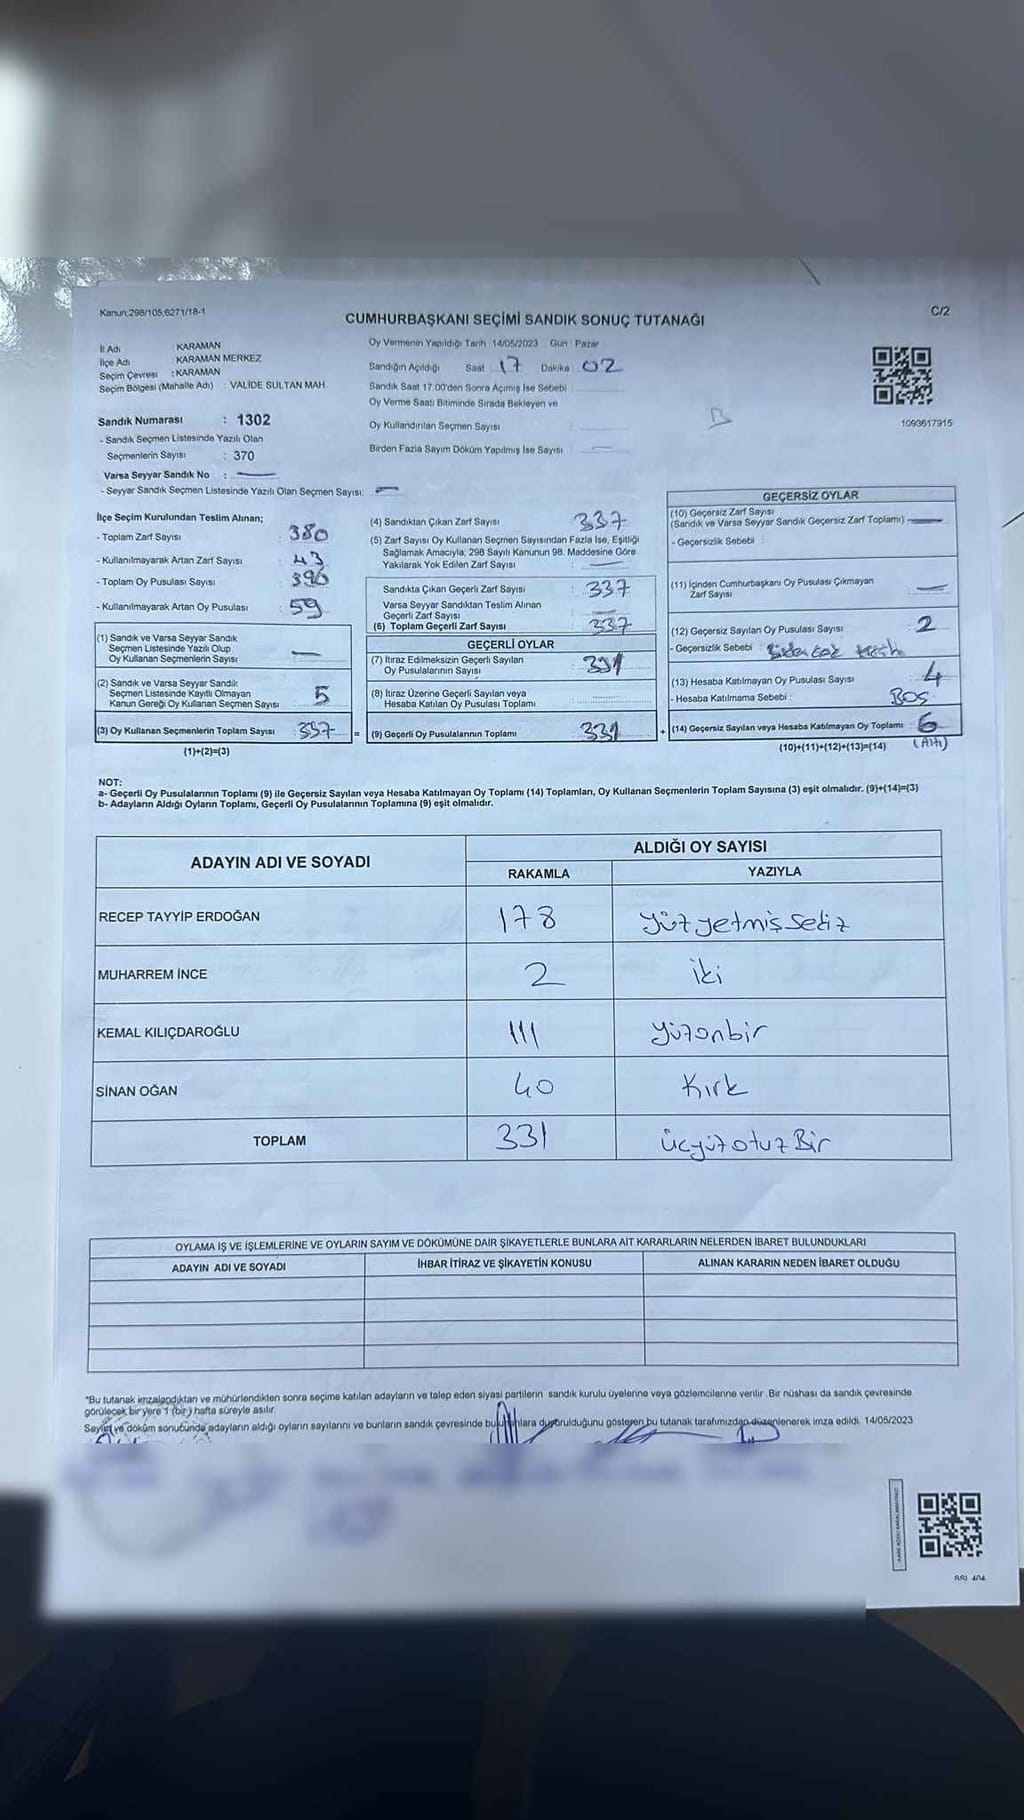 Kanun;298/105,6271/18-1
C/2
CUMHURBAŞKANI SEÇİMİ SANDIK SONUÇ TUTANAĞI
İl Adı : KARAMAN
İlçe Adı : KARAMAN MERKEZ
Seçim Çevresi : KARAMAN
Seçim Bölgesi (Mahalle Adı) : VALİDE SULTAN MAH.
Sandık Numarası : 1302
- Sandık Seçmen Listesinde Yazılı Olan
Seçmenlerin Sayısı : 370
Varsa Seyyar Sandık No : —
- Seyyar Sandık Seçmen Listesinde Yazılı Olan Seçmen Sayısı: —
Oy Vermenin Yapıldığı Tarih : 14/05/2023 Gün : Pazar
Sandığın Açıldığı Saat : 17 Dakika : 02
Sandık Saat 17:00'den Sonra Açımış İse Sebebi :
Oy Verme Saati Bitiminde Sırada Bekleyen ve
Oy Kullandırılan Seçmen Sayısı :
Birden Fazla Sayım Döküm Yapılmış İse Sayısı : —
B
1093617915
İlçe Seçim Kurulundan Teslim Alınan;
- Toplam Zarf Sayısı : 380
- Kullanılmayarak Artan Zarf Sayısı : 43
- Toplam Oy Pusulası Sayısı : 390
- Kullanılmayarak Artan Oy Pusulası : 59
(1) Sandık ve Varsa Seyyar Sandık
Seçmen Listesinde Yazılı Olup
Oy Kullanan Seçmenlerin Sayısı : —
(2) Sandık ve Varsa Seyyar Sandık
Seçmen Listesinde Kayıtlı Olmayan
Kanun Gereği Oy Kullanan Seçmen Sayısı : 5
(3) Oy Kullanan Seçmenlerin Toplam Sayısı : 337 =
(1)+(2)=(3)
(4) Sandıktan Çıkan Zarf Sayısı : 337
(5) Zarf Sayısı Oy Kullanan Seçmen Sayısından Fazla İse, Eşitliği
Sağlamak Amacıyla; 298 Sayılı Kanunun 98. Maddesine Göre
Yakılarak Yok Edilen Zarf Sayısı : —
Sandıkta Çıkan Geçerli Zarf Sayısı : 337
Varsa Seyyar Sandıktan Teslim Alınan
Geçerli Zarf Sayısı : —
(6) Toplam Geçerli Zarf Sayısı : 337
GEÇERLİ OYLAR
(7) İtiraz Edilmeksizin Geçerli Sayılan
Oy Pusulalarının Sayısı : 331
(8) İtiraz Üzerine Geçerli Sayılan veya
Hesaba Katılan Oy Pusulası Toplamı :
(9) Geçerli Oy Pusulalarının Toplamı : 331 +
GEÇERSİZ OYLAR
(10) Geçersiz Zarf Sayısı
(Sandık ve Varsa Seyyar Sandık Geçersiz Zarf Toplamı) : —
- Geçersizlik Sebebi :
(11) İçinden Cumhurbaşkanı Oy Pusulası Çıkmayan
Zarf Sayısı : —
(12) Geçersiz Sayılan Oy Pusulası Sayısı : 2
- Geçersizlik Sebebi :
(13) Hesaba Katılmayan Oy Pusulası Sayısı : 4
- Hesaba Katılmama Sebebi : BOŞ
(14) Geçersiz Sayılan veya Hesaba Katılmayan Oy Toplamı : 6
(10)+(11)+(12)+(13)=(14) (Altı)
NOT:
a- Geçerli Oy Pusulalarının Toplamı (9) ile Geçersiz Sayılan veya Hesaba Katılmayan Oy Toplamı (14) Toplamları, Oy Kullanan Seçmenlerin Toplam Sayısına (3) eşit olmalıdır. (9)+(14)=(3)
b- Adayların Aldığı Oyların Toplamı, Geçerli Oy Pusulalarının Toplamına (9) eşit olmalıdır.
ADAYIN ADI VE SOYADI
ALDIĞI OY SAYISI
RAKAMLA YAZIYLA
RECEP TAYYİP ERDOĞAN 178 Yüzyetmişsekiz
MUHARREM İNCE 2 iki
KEMAL KILIÇDAROĞLU 111 yüzonbir
SİNAN OĞAN 40 Kırk
TOPLAM 331 üçyüzotuzBir
OYLAMA İŞ VE İŞLEMLERİNE VE OYLARIN SAYIM VE DÖKÜMÜNE DAİR ŞİKAYETLERLE BUNLARA AİT KARARLARIN NELERDEN İBARET BULUNDUKLARI
ADAYIN ADI VE SOYADI İHBAR İTİRAZ VE ŞİKAYETİN KONUSU ALINAN KARARIN NEDEN İBARET OLDUĞU
*Bu tutanak imzalandıktan ve mühürlendikten sonra seçime katılan adayların ve talep eden siyasi partilerin sandık kurulu üyelerine veya gözlemcilerine verilir. Bir nüshası da sandık çevresinde
görülecek bir yere 1 (bir) hafta süreyle asılır.
Sayım ve döküm sonucunda adayların aldığı oyların sayılarını ve bunların sandık çevresinde bulunanlara duyurulduğunu gösteren bu tutanak tarafımızdan düzenlenerek imza edildi. 14/05/2023